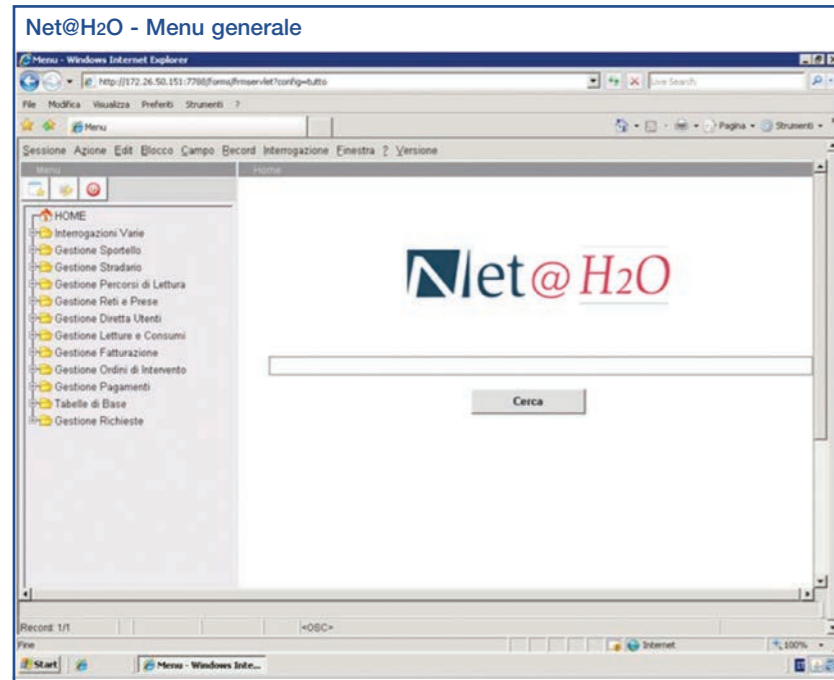 Net@H2O - Menu generale
Menu - Windows Internet Explorer
http://172.26.50.151:7788/forms/frmservlet?config=tutto
Live Search
File Modifica Visualizza Preferiti Strumenti ?
Menu
Pagina Strumenti
Sessione Azione Edit Blocco Campo Record Interrogazione Finestra ? Versione
Menu Home
HOME
Interrogazioni Varie
Gestione Sportello
Gestione Stradario
Gestione Percorsi di Lettura
Gestione Reti e Prese
Gestione Diretta Utenti
Gestione Letture e Consumi
Gestione Fatturazione
Gestione Ordini di Intervento
Gestione Pagamenti
Tabelle di Base
Gestione Richieste
Net@H2O
Cerca
Record: 1/1 <OSC>
Fine Internet 100%
Start Menu - Windows Inte...